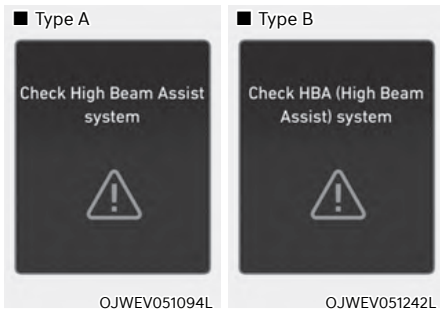 ■ Type A
Check High Beam Assist
system
OJWEV051094L
■ Type B
Check HBA (High Beam
Assist) system
OJWEV051242L